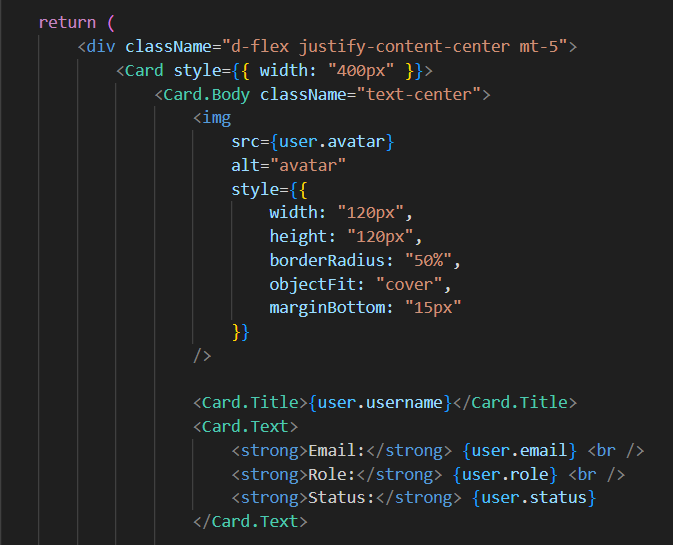 return (
<div className="d-flex justify-content-center mt-5">
<Card style={{ width: "400px" }}>
<Card.Body className="text-center">
<img
src={user.avatar}
alt="avatar"
style={{
width: "120px",
height: "120px",
borderRadius: "50%",
objectFit: "cover",
marginBottom: "15px"
}}
/>
<Card.Title>{user.username}</Card.Title>
<Card.Text>
<strong>Email:</strong> {user.email} <br />
<strong>Role:</strong> {user.role} <br />
<strong>Status:</strong> {user.status}
</Card.Text>